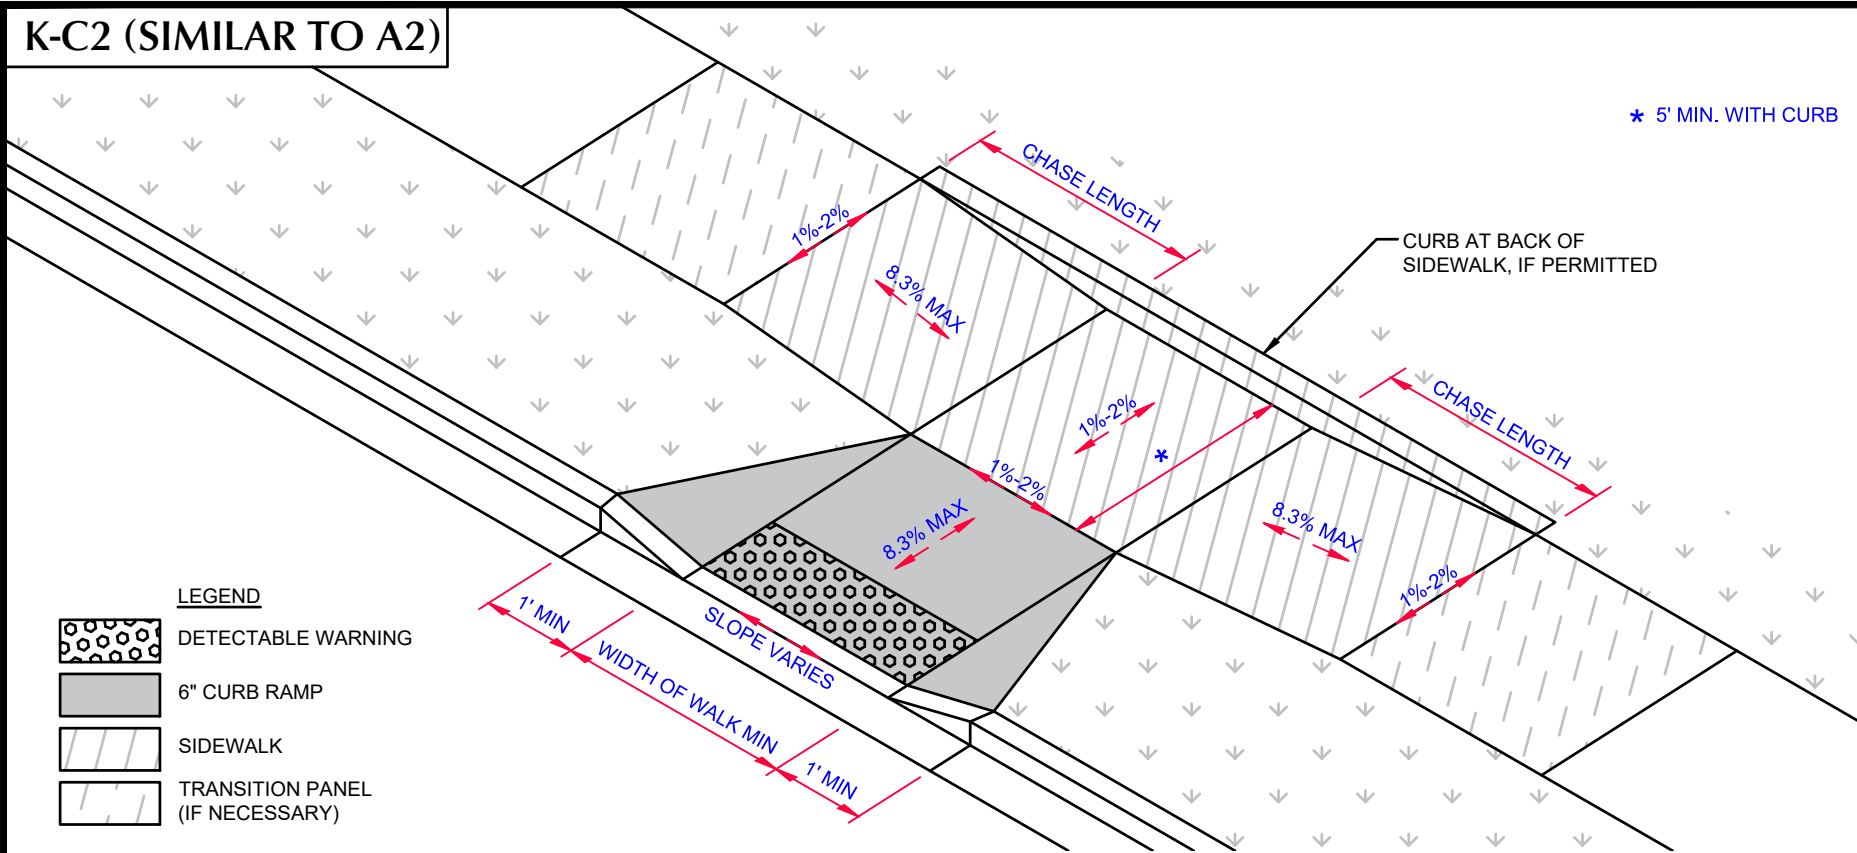 K-C2 (SIMILAR TO A2)
* 5' MIN. WITH CURB
CHASE LENGTH
1%-2%
CURB AT BACK OF
SIDEWALK, IF PERMITTED
8.3% MAX
CHASE LENGTH
1%-2%
*
1%-2%
8.3% MAX
8.3% MAX
1%-2%
1' MIN
SLOPE VARIES
WIDTH OF WALK MIN
1' MIN
LEGEND
DETECTABLE WARNING
6" CURB RAMP
SIDEWALK
TRANSITION PANEL
(IF NECESSARY)